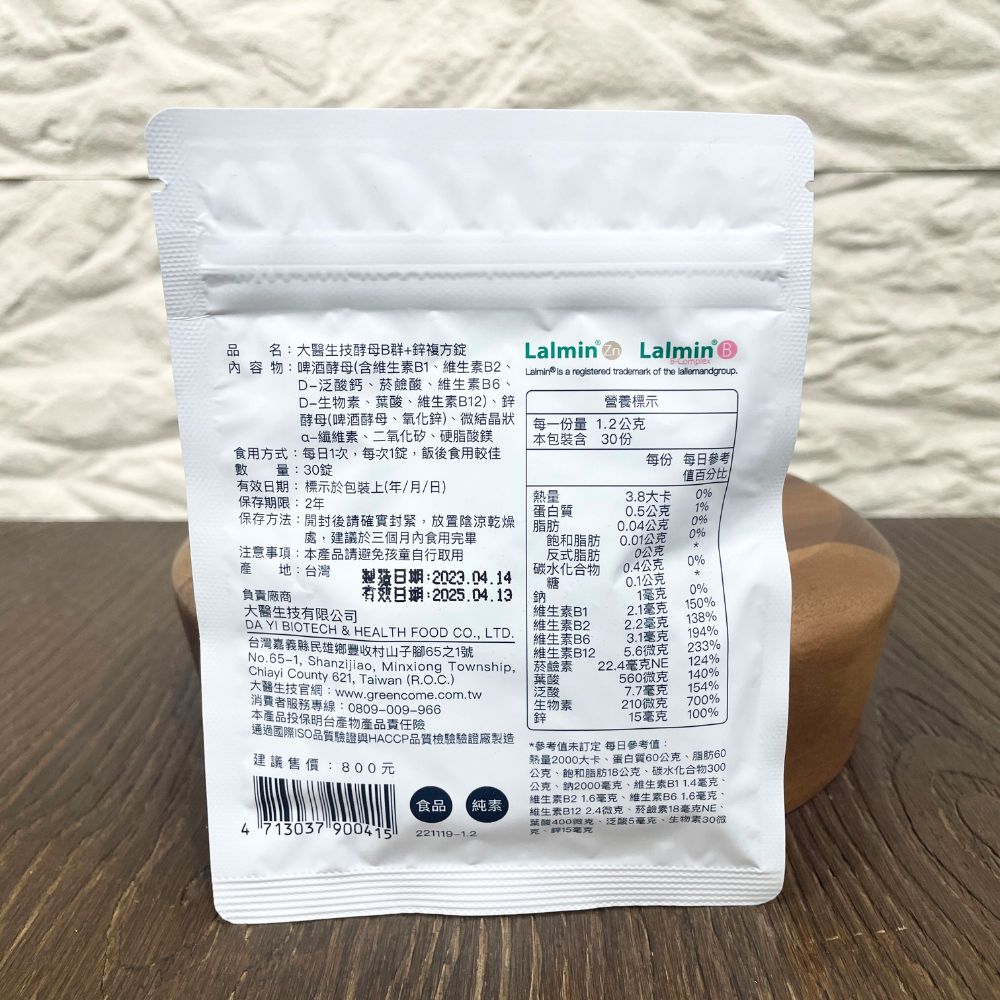 品　　名：大醫生技酵母B群+鋅複方錠
內 容 物：啤酒酵母(含維生素B1、維生素B2、
D-泛酸鈣、菸鹼酸、維生素B6、
D-生物素、葉酸、維生素B12)、鋅
酵母(啤酒酵母、氧化鋅)、微結晶狀
α-纖維素、二氧化矽、硬脂酸鎂
食用方式：每日1次，每次1錠，飯後食用較佳
數　　量：30錠
有效日期：標示於包裝上(年/月/日)
保存期限：2年
保存方法：開封後請確實封緊，放置陰涼乾燥
處，建議於三個月內食用完畢
注意事項：本產品請避免孩童自行取用
產　　地：台灣
製造日期:2023.04.14
有效日期:2025.04.13
負責廠商
大醫生技有限公司
DA YI BIOTECH & HEALTH FOOD CO., LTD.
台灣嘉義縣民雄鄉豐收村山子腳65之1號
No.65-1, Shanzijiao, Minxiong Township,
Chiayi County 621, Taiwan (R.O.C.)
大醫生技官網：www.greencome.com.tw
消費者服務專線：0809-009-966
本產品投保明台產物產品責任險
通過國際ISO品質驗證與HACCP品質檢驗驗證廠製造
建議售價：800元
4 713037 900415
食品 純素
221119-1.2
Lalmin® Zn Lalmin® B
B-Complex
Lalmin® is a registered trademark of the lallemandgroup.
營養標示
每一份量 1.2公克
本包裝含 30份
每份 每日參考
值百分比
熱量 3.8大卡 0%
蛋白質 0.5公克 1%
脂肪 0.04公克 0%
飽和脂肪 0.01公克 0%
反式脂肪 0公克 *
碳水化合物 0.4公克 0%
糖 0.1公克 *
鈉 1毫克 0%
維生素B1 2.1毫克 150%
維生素B2 2.2毫克 138%
維生素B6 3.1毫克 194%
維生素B12 5.6微克 233%
菸鹼素 22.4毫克NE 124%
葉酸 560微克 140%
泛酸 7.7毫克 154%
生物素 210微克 700%
鋅 15毫克 100%
*參考值未訂定 每日參考值：
熱量2000大卡、蛋白質60公克、脂肪60
公克、飽和脂肪18公克、碳水化合物300
公克、鈉2000毫克、維生素B1 1.4毫克、
維生素B2 1.6毫克、維生素B6 1.6毫克、
維生素B12 2.4微克、菸鹼素18毫克NE、
葉酸400微克、泛酸5毫克、生物素30微
克、鋅15毫克